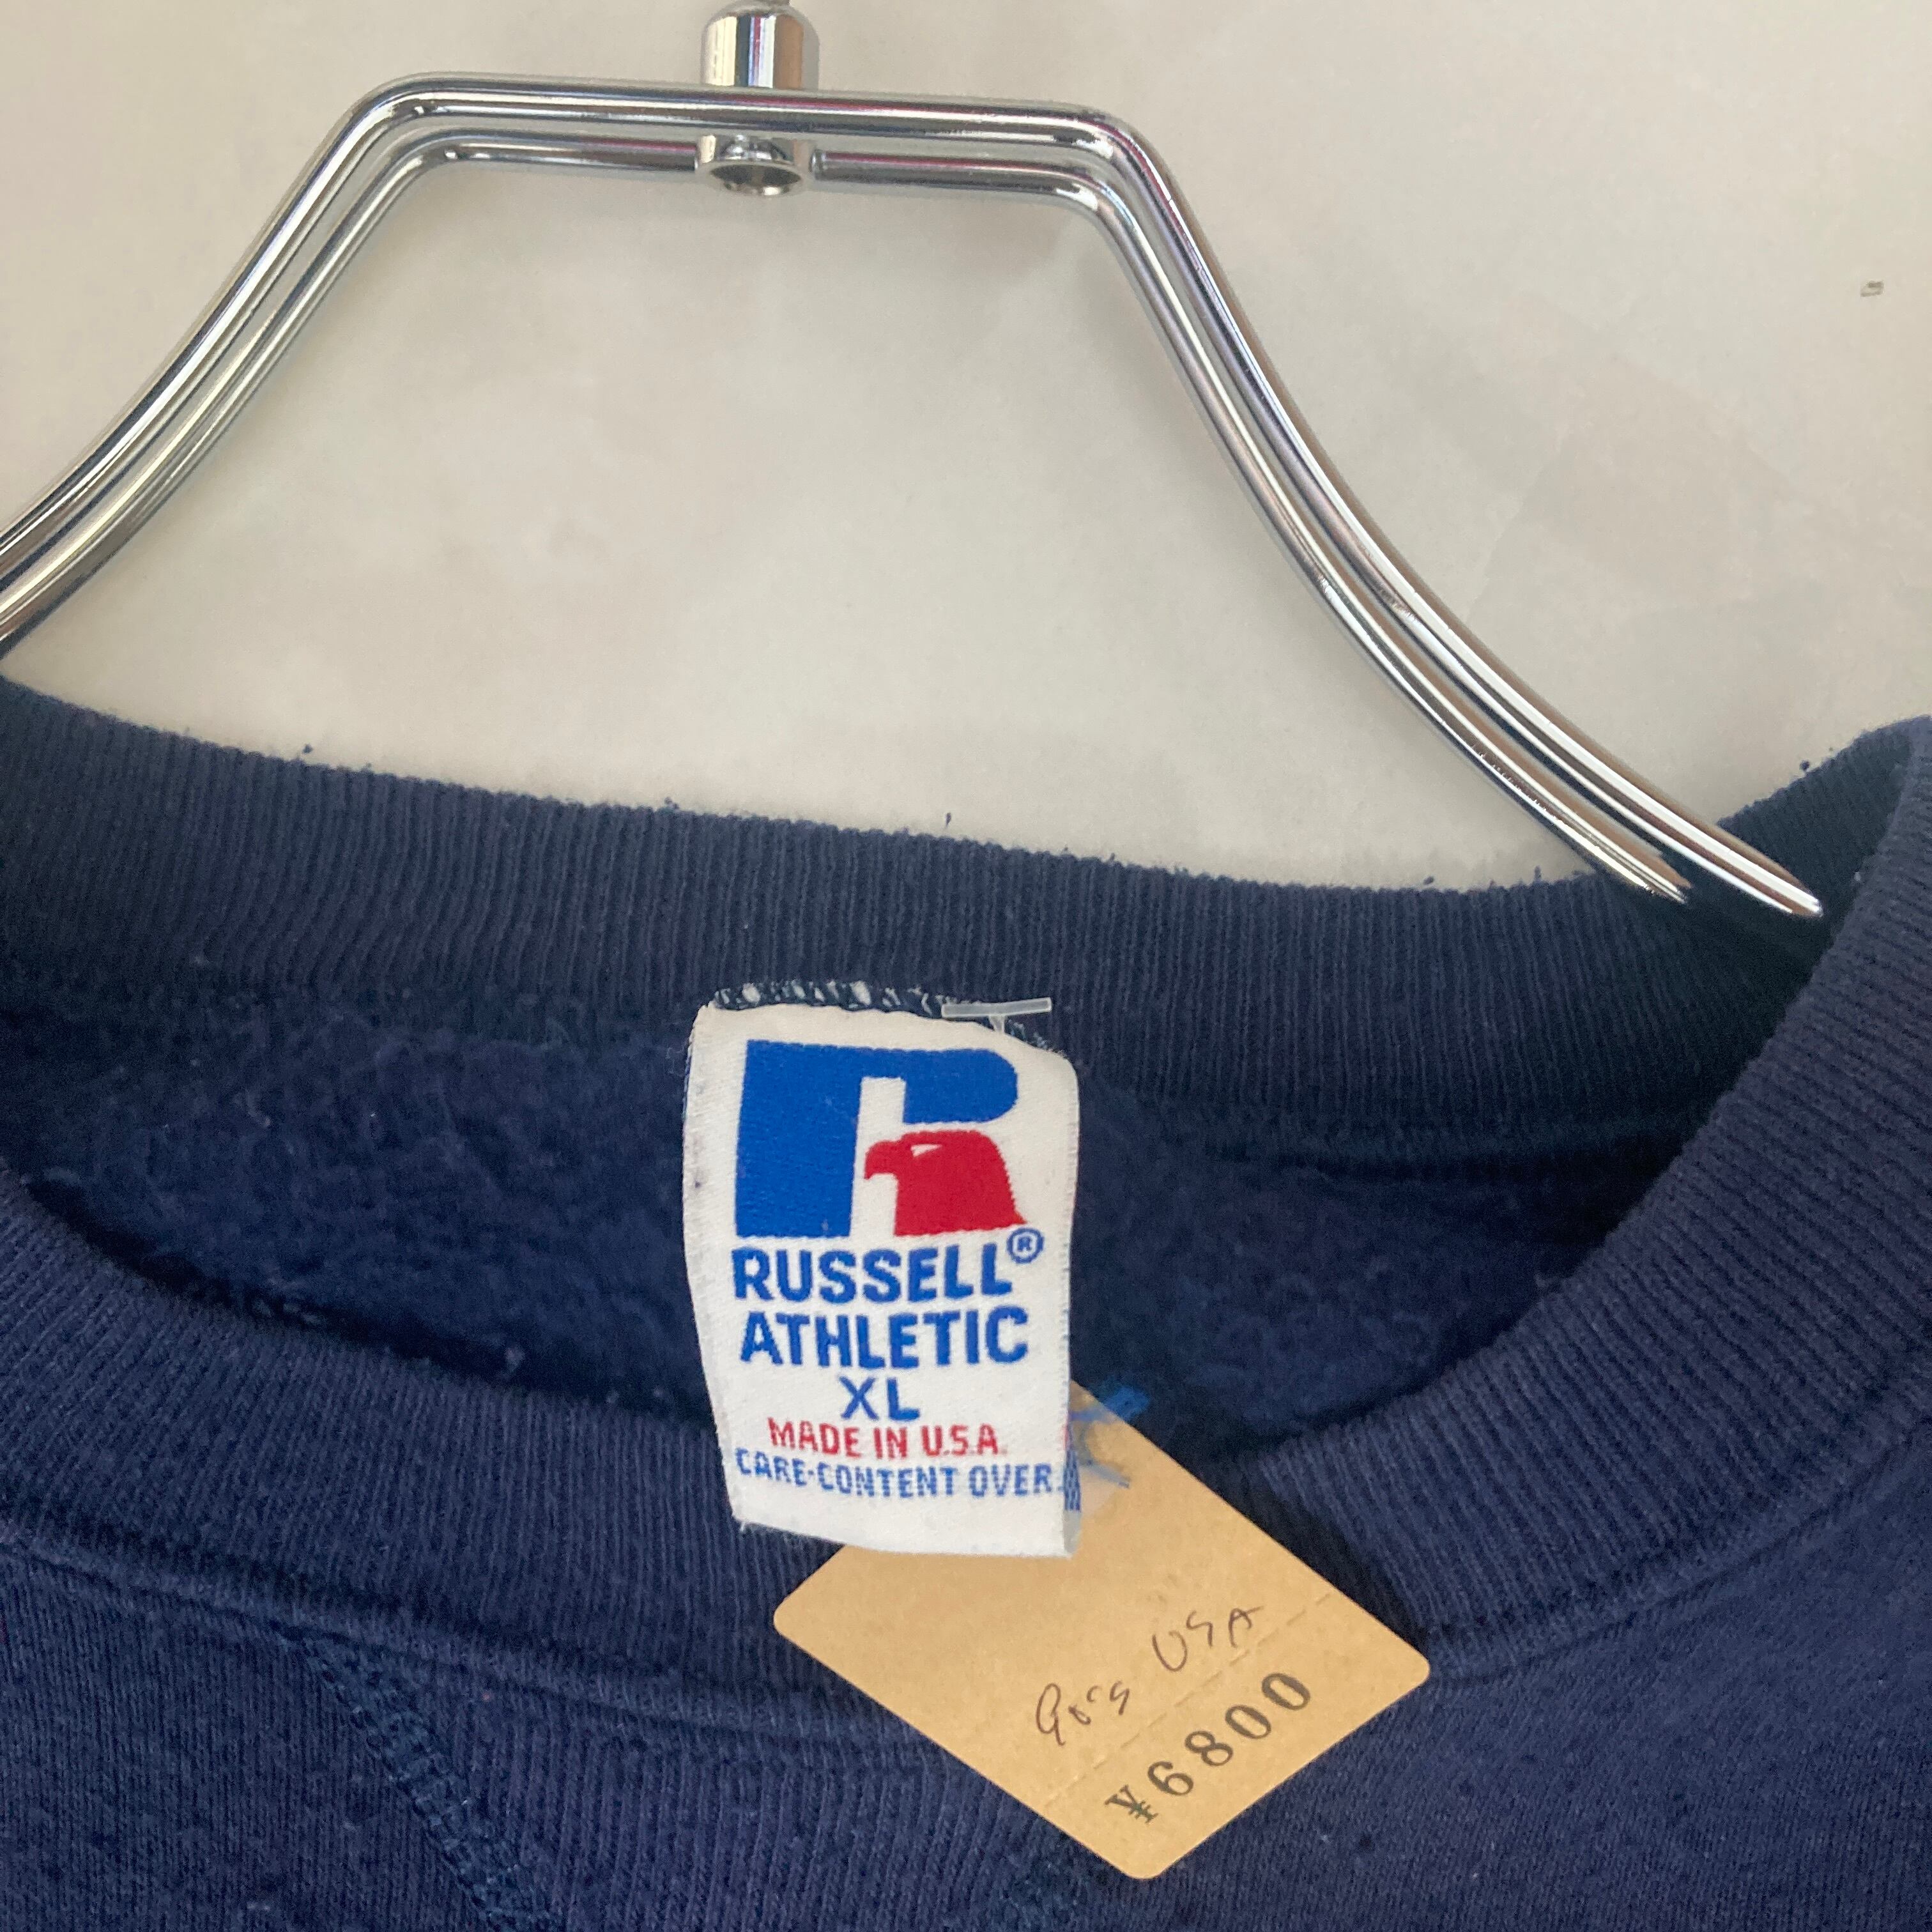 RUSSELL®
ATHLETIC
XL
MADE IN U.S.A.
CARE-CONTENT OVER
90's USA
¥6800